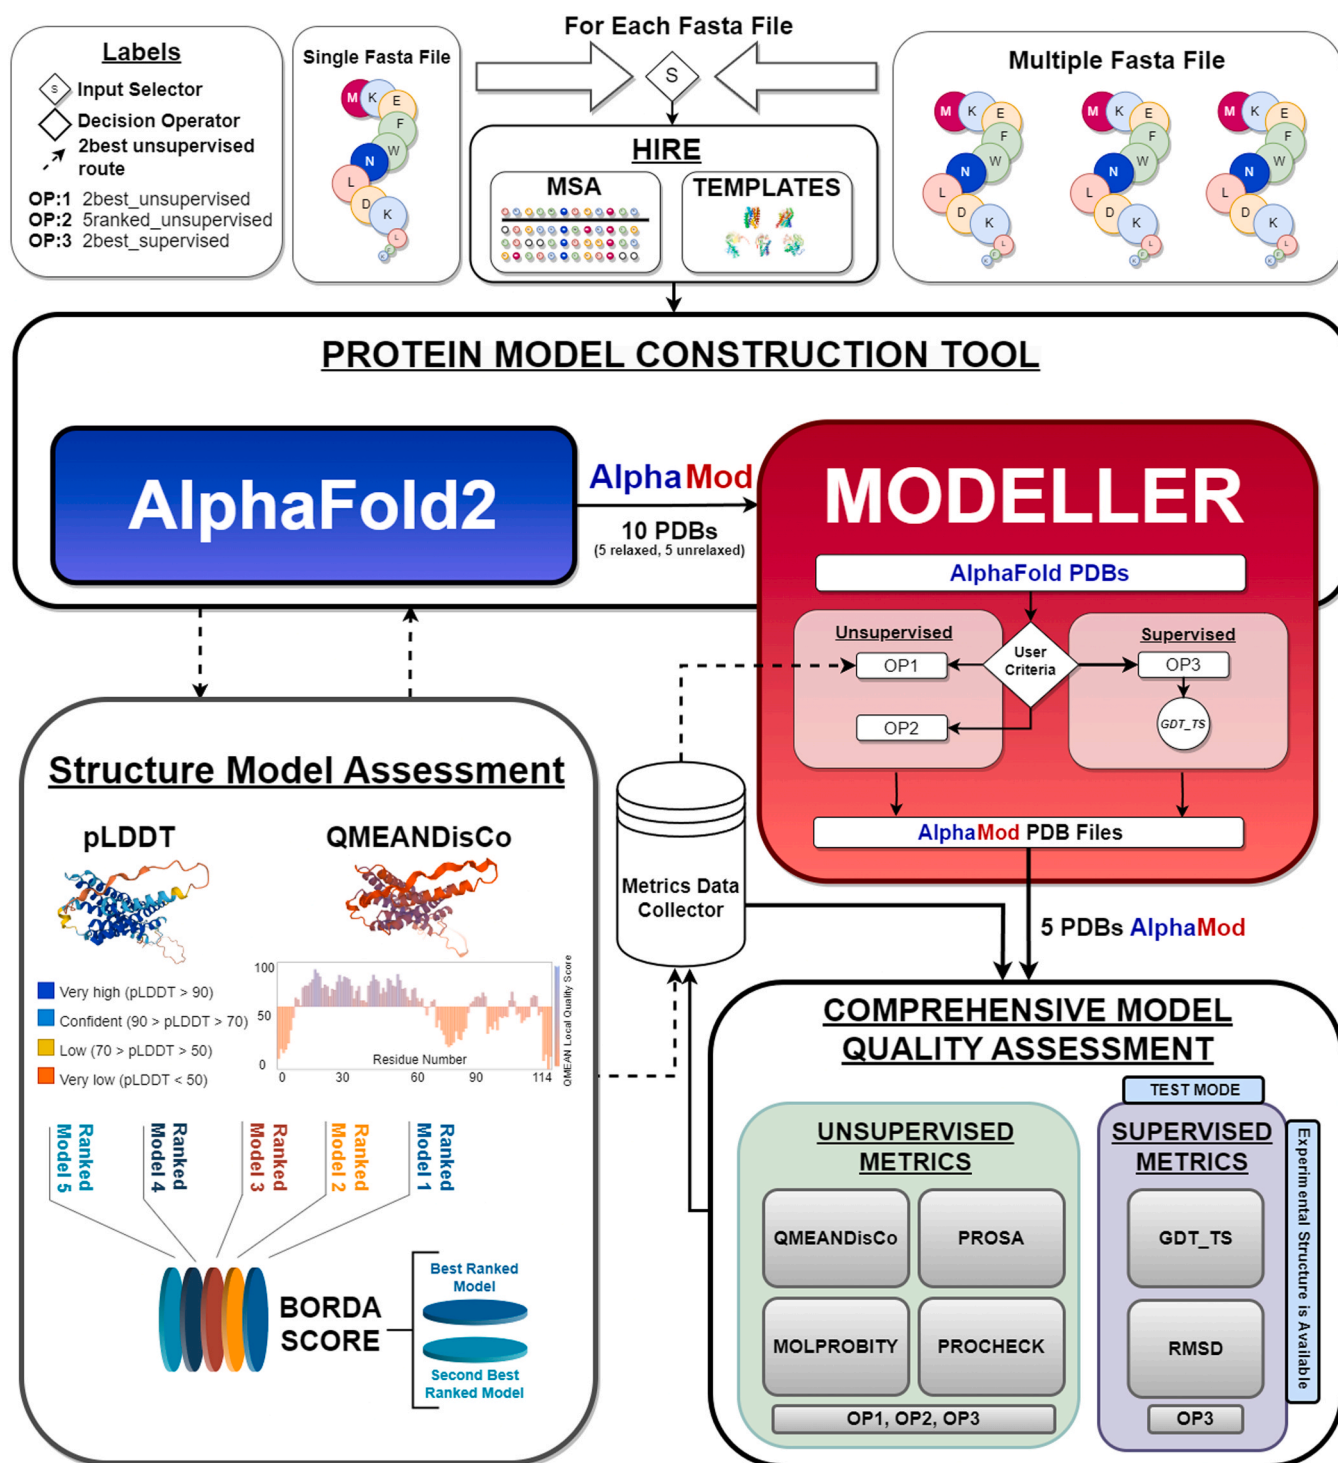 Labels
S
Input Selector
Decision Operator
2best unsupervised
route
OP:1 2best_unsupervised
OP:2 5ranked_unsupervised
OP:3 2best_supervised
Single Fasta File
M
K
E
F
W
N
L
D
K
L
F
K
For Each Fasta File
S
HIRE
MSA
TEMPLATES
Multiple Fasta File
M
K
E
F
W
N
L
D
K
L
F
K
M
K
E
F
W
N
L
D
K
L
F
K
M
K
E
F
W
N
L
D
K
L
F
K
PROTEIN MODEL CONSTRUCTION TOOL
AlphaFold2
AlphaMod
10 PDBs
(5 relaxed, 5 unrelaxed)
MODELLER
AlphaFold PDBs
Unsupervised
OP1
OP2
User
Criteria
Supervised
OP3
GDT_TS
AlphaMod PDB Files
5 PDBs AlphaMod
Structure Model Assessment
pLDDT
QMEANDisCo
Very high (pLDDT > 90)
Confident (90 > pLDDT > 70)
Low (70 > pLDDT > 50)
Very low (pLDDT < 50)
100
50
0
Residue Number
0 30 60 90 114
QMEAN Local Quality Score
Ranked
Model 5
Ranked
Model 4
Ranked
Model 3
Ranked
Model 2
Ranked
Model 1
BORDA
SCORE
Best Ranked
Model
Second Best
Ranked Model
Metrics Data
Collector
COMPREHENSIVE MODEL
QUALITY ASSESSMENT
UNSUPERVISED
METRICS
QMEANDisCo
PROSA
MOLPROBITY
PROCHECK
OP1, OP2, OP3
TEST MODE
SUPERVISED
METRICS
GDT_TS
RMSD
OP3
Experimental Structure is Available